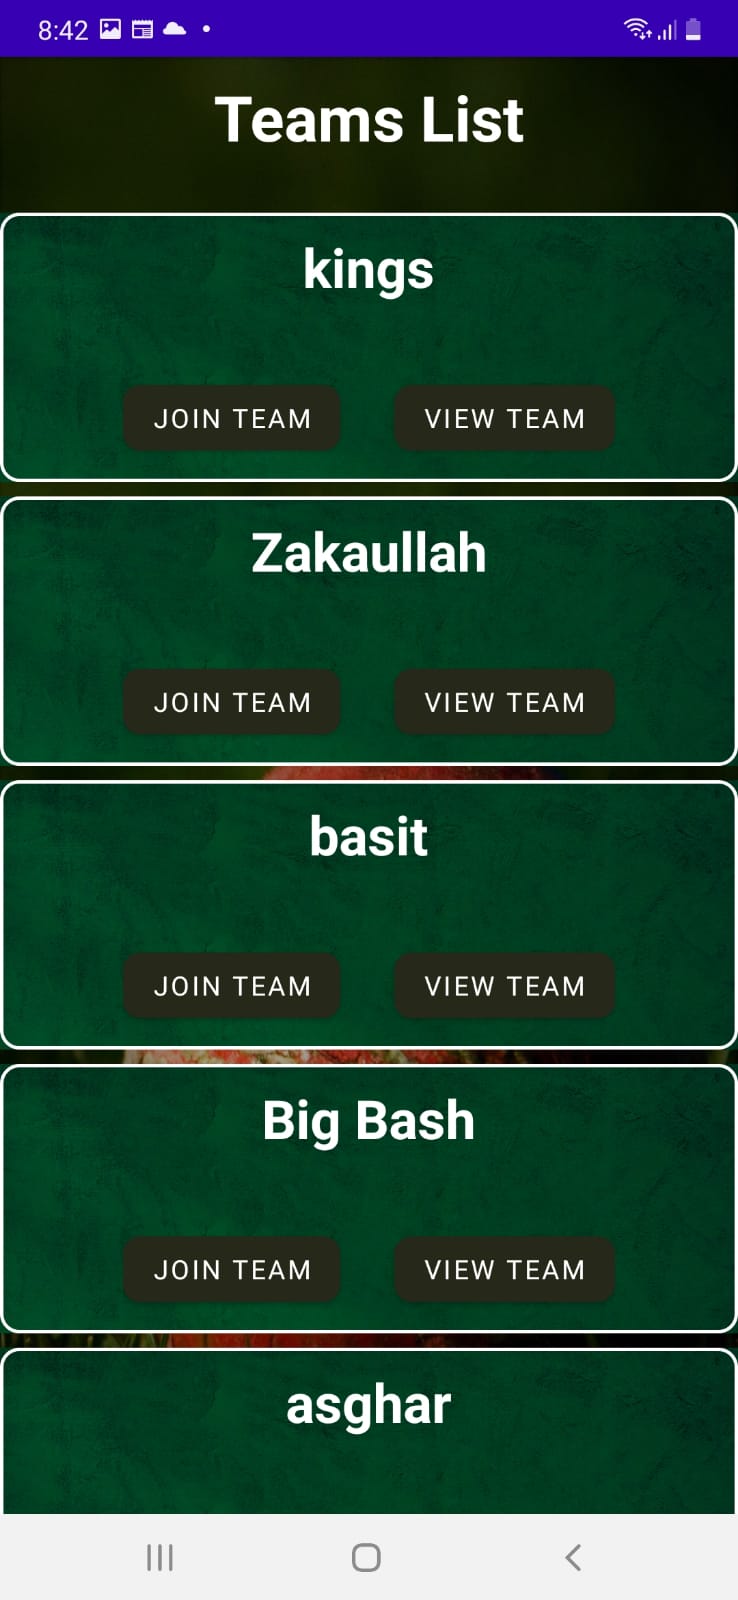 8:42
Teams List
kings
JOIN TEAM VIEW TEAM
Zakaullah
JOIN TEAM VIEW TEAM
basit
JOIN TEAM VIEW TEAM
Big Bash
JOIN TEAM VIEW TEAM
asghar